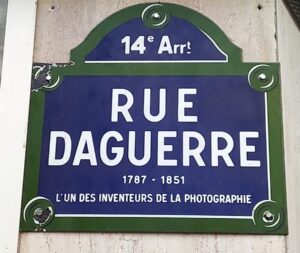 14e Arrt
RUE
DAGUERRE
1787 - 1851
L'UN DES INVENTEURS DE LA PHOTOGRAPHIE